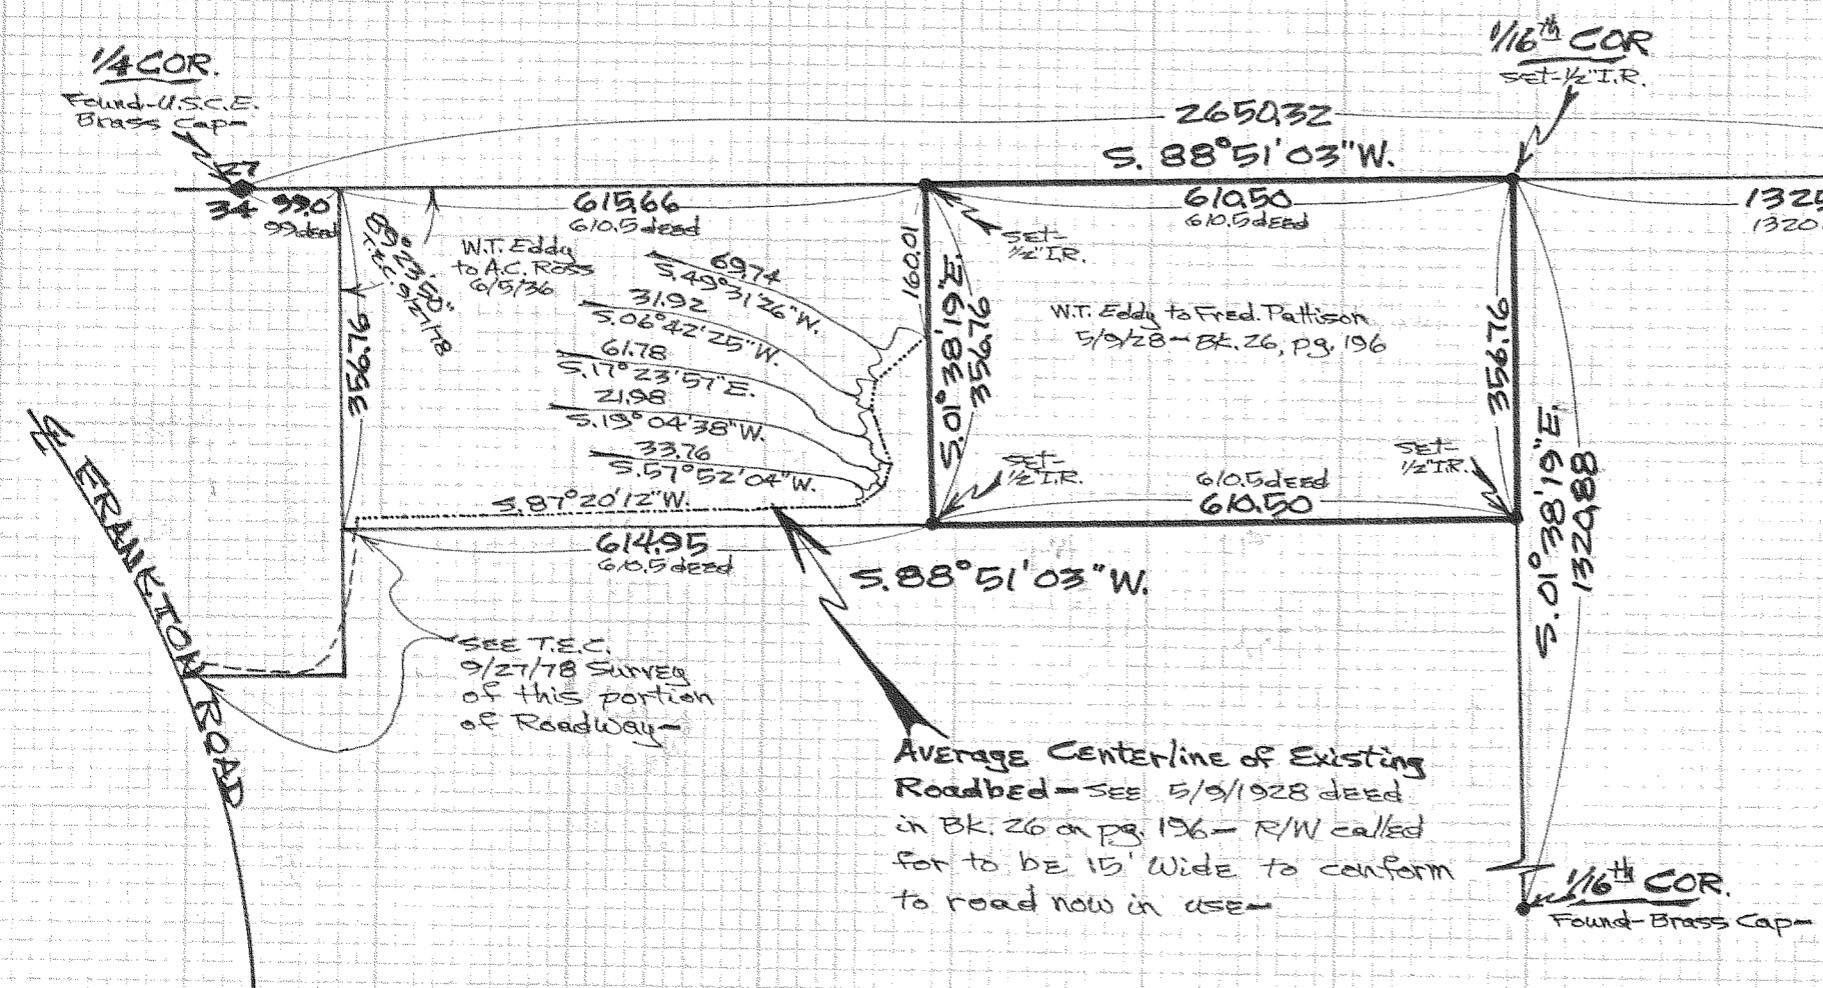 1/4 COR.
Found-U.S.C.E.
Brass Cap-
27
34
99.0
99 deed
1/16th COR
SET-1/2" I.R.
2650.32
S. 88°51'03"W.
615.66
610.5 deed
610.50
610.5 deed
1325
1320.
89°23'50"
T.E.C. 9/27/78
W.T. Eddy
to A.C. Ross
6/5/36
69.74
S.49°31'26"W.
31.92
S.06°42'25"W.
61.78
S.17°23'57"E.
21.98
S.19°04'38"W.
33.76
S.57°52'04"W.
S.87°20'12"W.
356.76
160.01
S.01°38'19"E.
356.76
SET-
1/2" I.R.
W.T. Eddy to Fred. Pattison
5/9/28-Bk. 26, pg. 196
356.76
SET-
1/2" I.R.
SET-
1/2" I.R.
610.5 deed
610.50
S.01°38'19"E.
1320.88
614.95
610.5 deed
S.88°51'03"W.
℄ FRANKTON ROAD
SEE T.E.C.
9/27/78 Survey
of this portion
of Roadway-
Average Centerline of Existing
Roadbed-SEE 5/9/1928 deed
in Bk. 26 on pg. 196- R/W called
for to be 15' Wide to conform
to road now in use-
1/16th COR.
Found-Brass Cap-